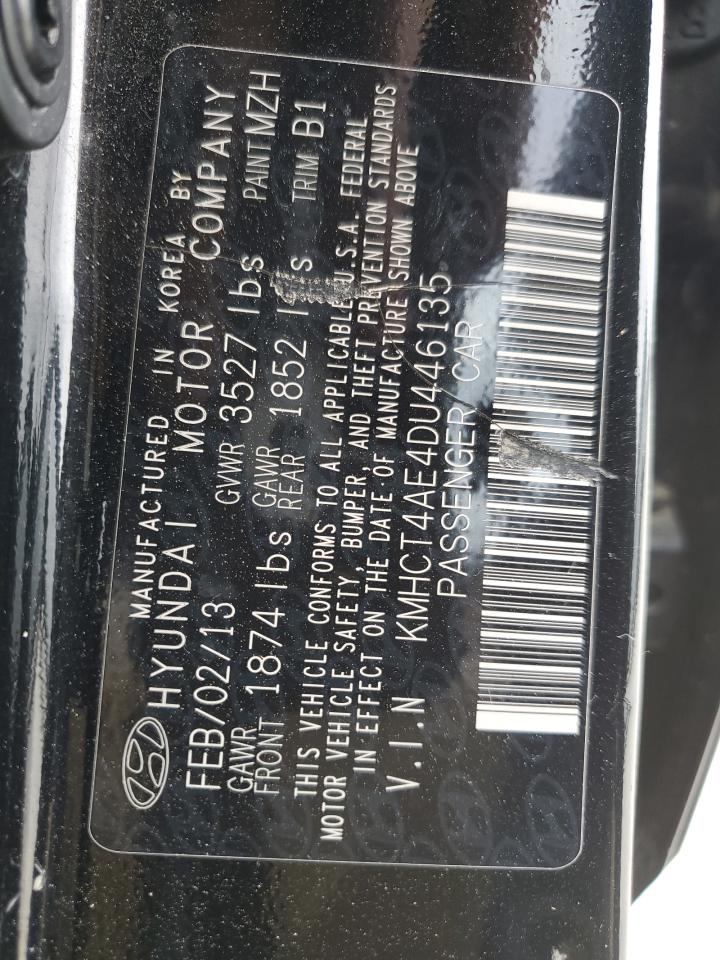 MANUFACTURED IN KOREA BY
HYUNDAI MOTOR COMPANY
FEB/02/13 GVWR 3527 lbs PAINT MZH
GAWR FRONT 1874 lbs GAWR REAR 1852 lbs TRIM B1
THIS VEHICLE CONFORMS TO ALL APPLICABLE U.S.A. FEDERAL
MOTOR VEHICLE SAFETY, BUMPER, AND THEFT PREVENTION STANDARDS
IN EFFECT ON THE DATE OF MANUFACTURE SHOWN ABOVE
V.I.N KMHCT4AE4DU446135
PASSENGER CAR